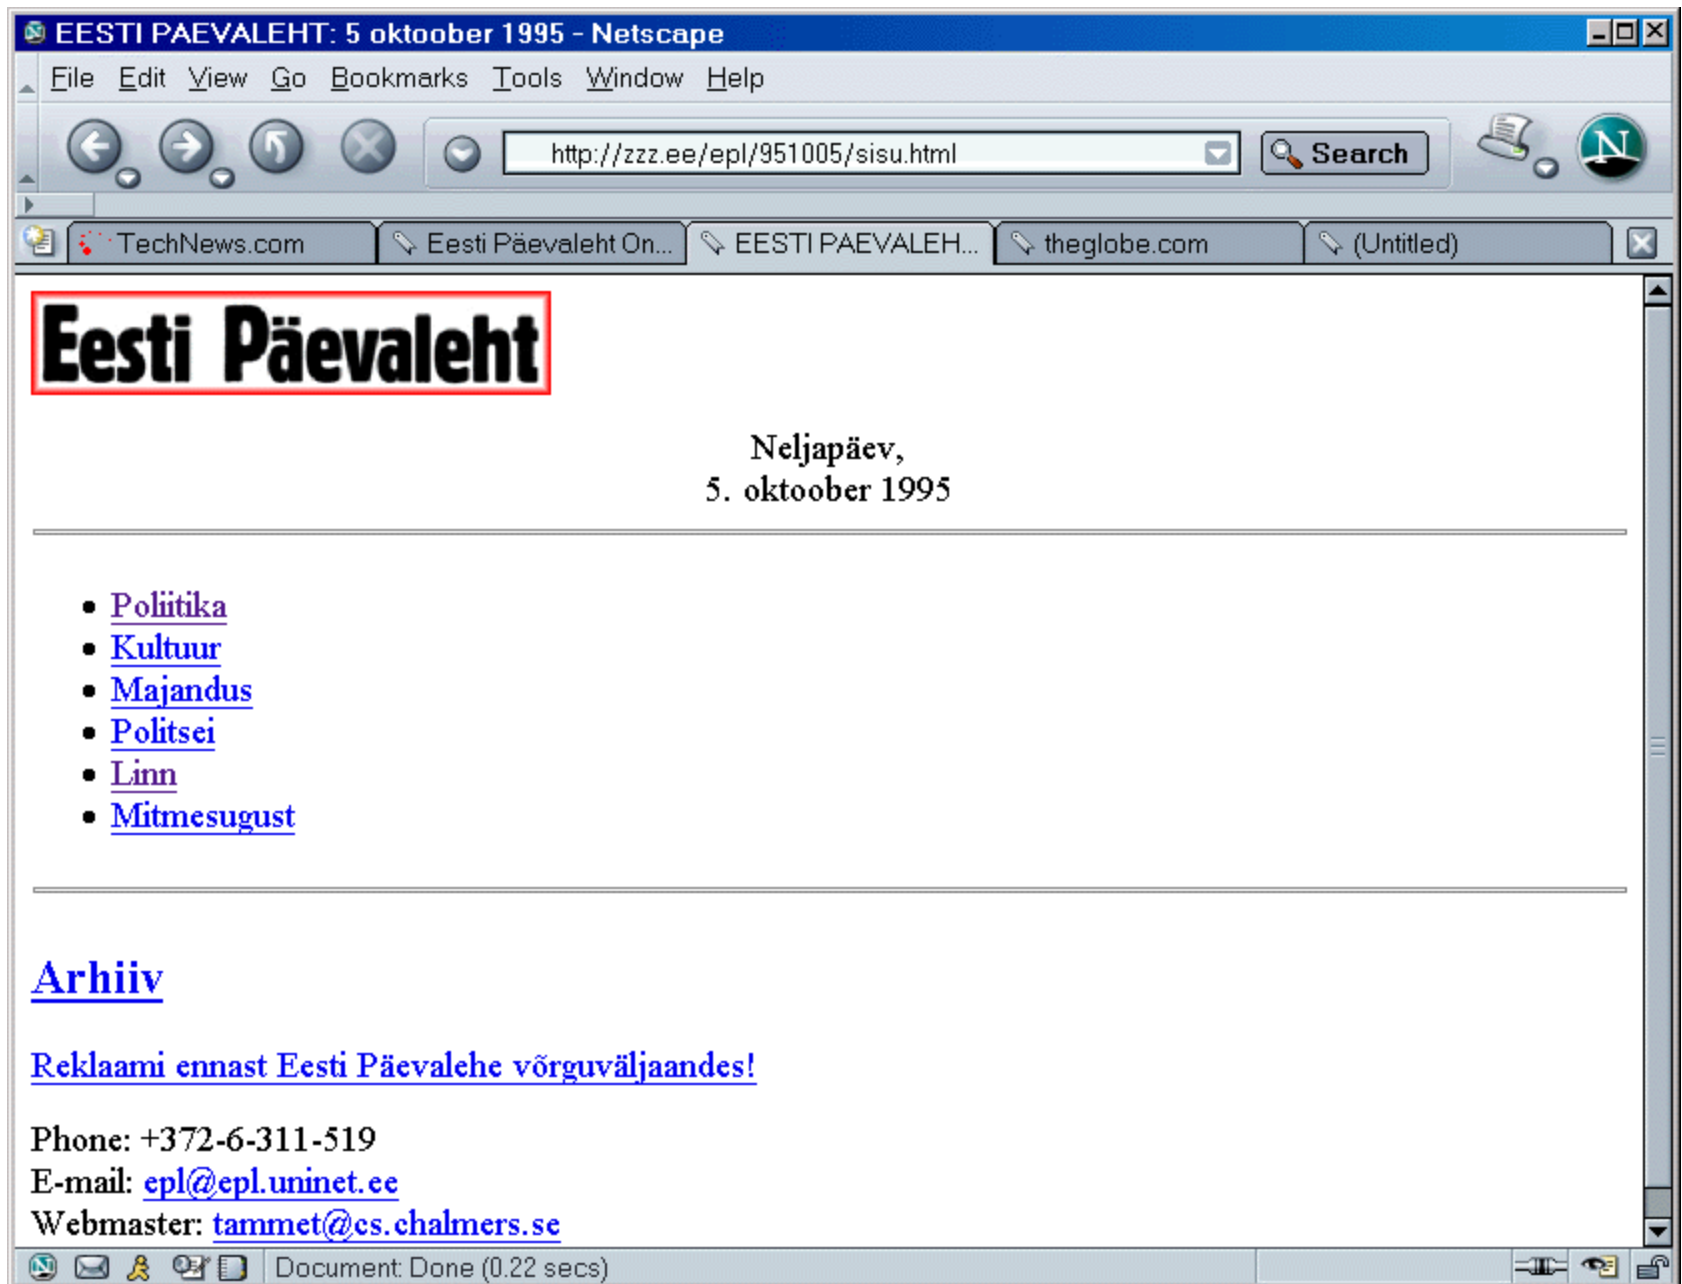 EESTI PAEVALEHT: 5 oktoober 1995 - Netscape
File Edit View Go Bookmarks Tools Window Help
http://zzz.ee/epl/951005/sisu.html Search N
TechNews.com Eesti Päevaleht On... EESTI PAEVALEH... theglobe.com (Untitled)
Eesti Päevaleht
Neljapäev,
5. oktoober 1995
Poliitika
Kultuur
Majandus
Politsei
Linn
Mitmesugust
Arhiiv
Reklaami ennast Eesti Päevalehe võrguväljaandes!
Phone: +372-6-311-519
E-mail: epl@epl.uninet.ee
Webmaster: tammet@cs.chalmers.se
Document: Done (0.22 secs)